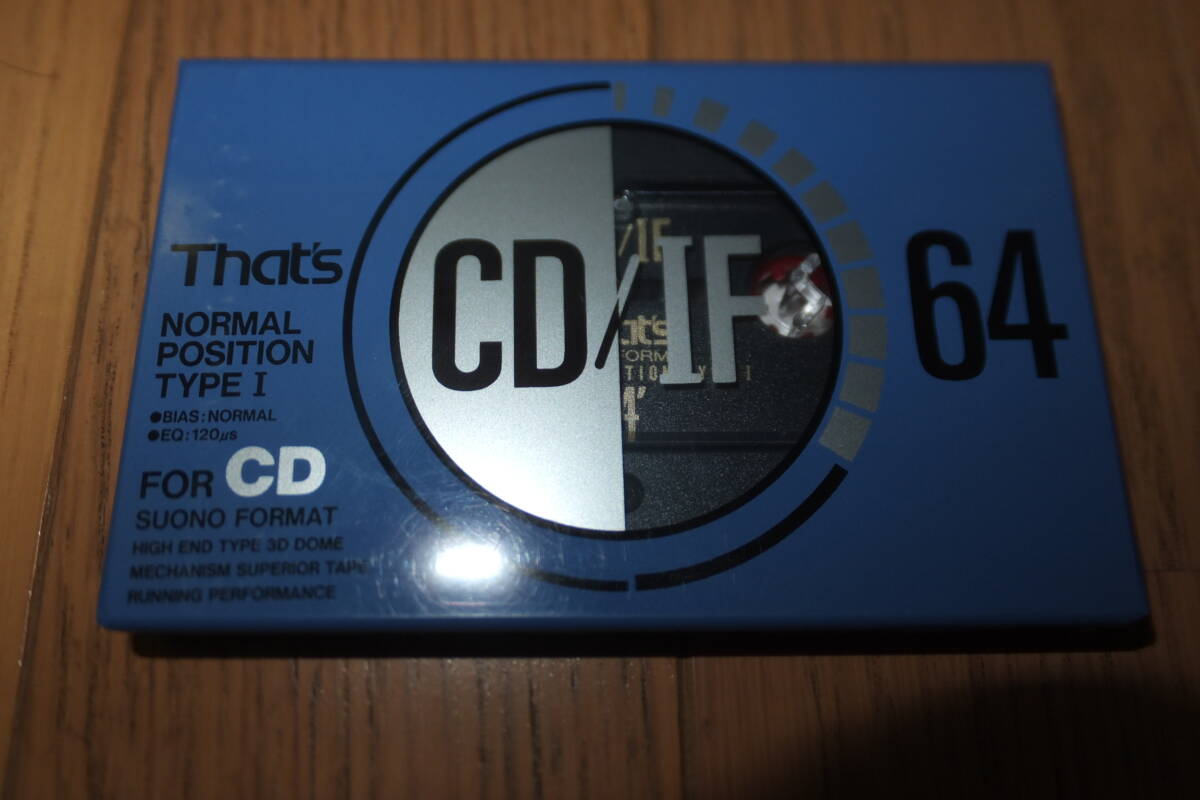 That's
NORMAL
POSITION
TYPE I
●BIAS:NORMAL
●EQ:120µs
FOR CD
SUONO FORMAT
HIGH END TYPE 3D DOME
MECHANISM SUPERIOR TAPE
RUNNING PERFORMANCE
CD/IF
64
/IF